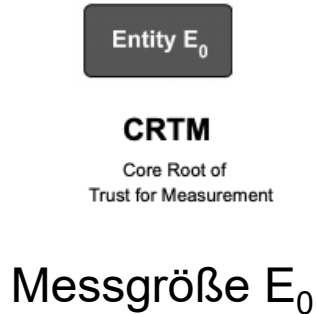 Entity E₀
CRTM
Core Root of
Trust for Measurement
Messgröße E₀